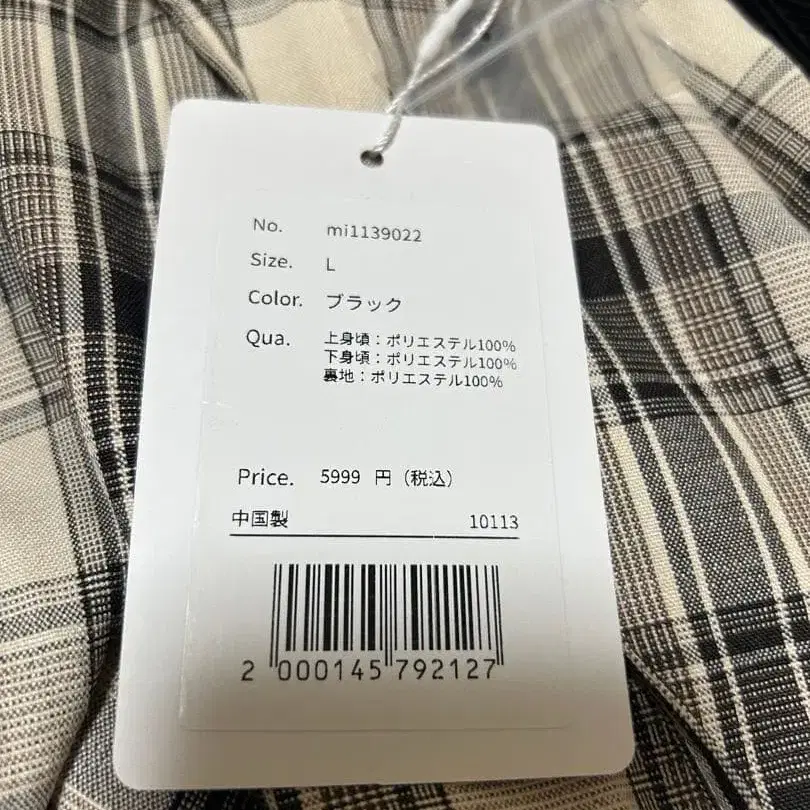 No. mi1139022
Size. L
Color. ブラック
Qua. 上身頃：ポリエステル100%
下身頃：ポリエステル100%
裏地：ポリエステル100%
Price. 5999 円（税込）
中国製 10113
2 000145 792127